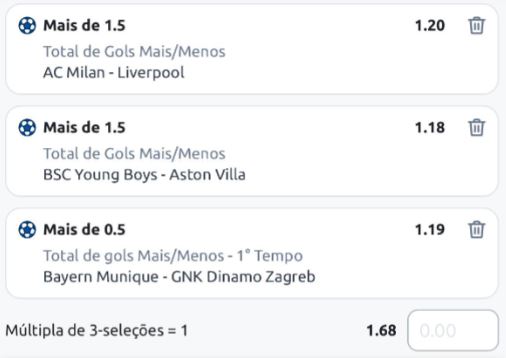 Mais de 1.5 1.20
Total de Gols Mais/Menos
AC Milan - Liverpool
Mais de 1.5 1.18
Total de Gols Mais/Menos
BSC Young Boys - Aston Villa
Mais de 0.5 1.19
Total de gols Mais/Menos - 1° Tempo
Bayern Munique - GNK Dinamo Zagreb
Múltipla de 3-seleções = 1 1.68 0.00